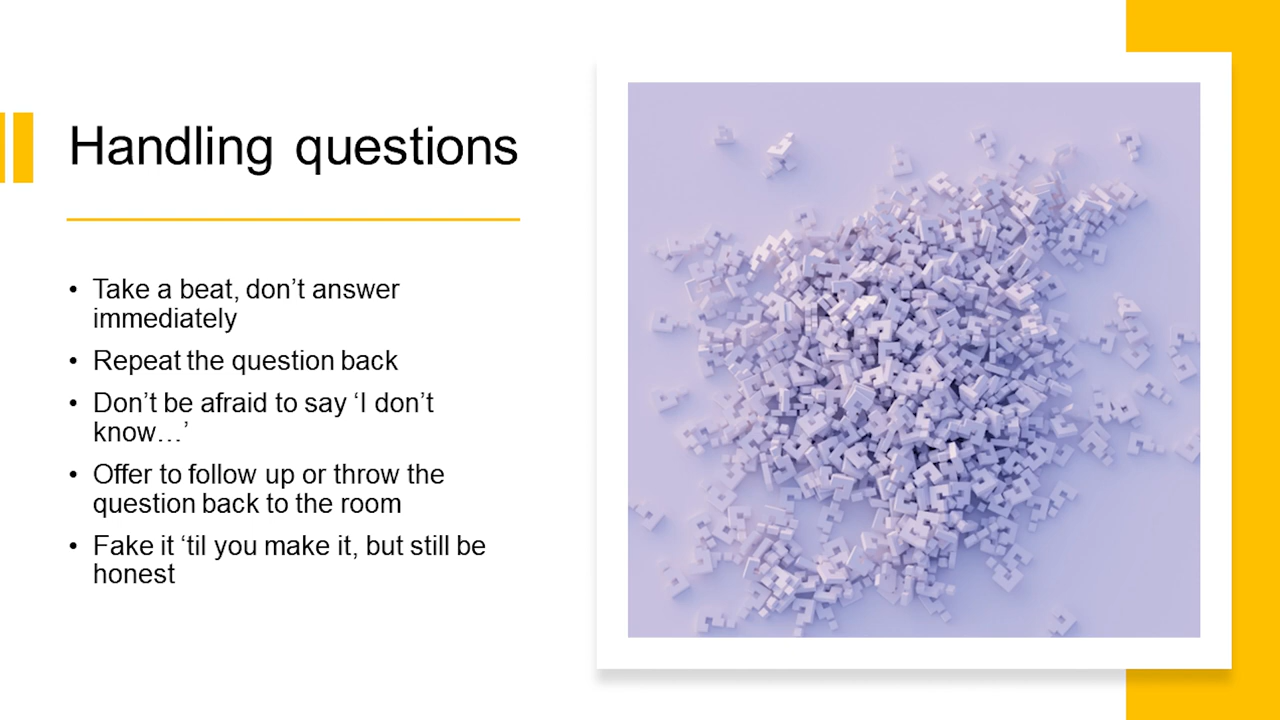 Handling questions
• Take a beat, don’t answer
immediately
• Repeat the question back
• Don’t be afraid to say ‘I don’t
know…’
• Offer to follow up or throw the
question back to the room
• Fake it ‘til you make it, but still be
honest